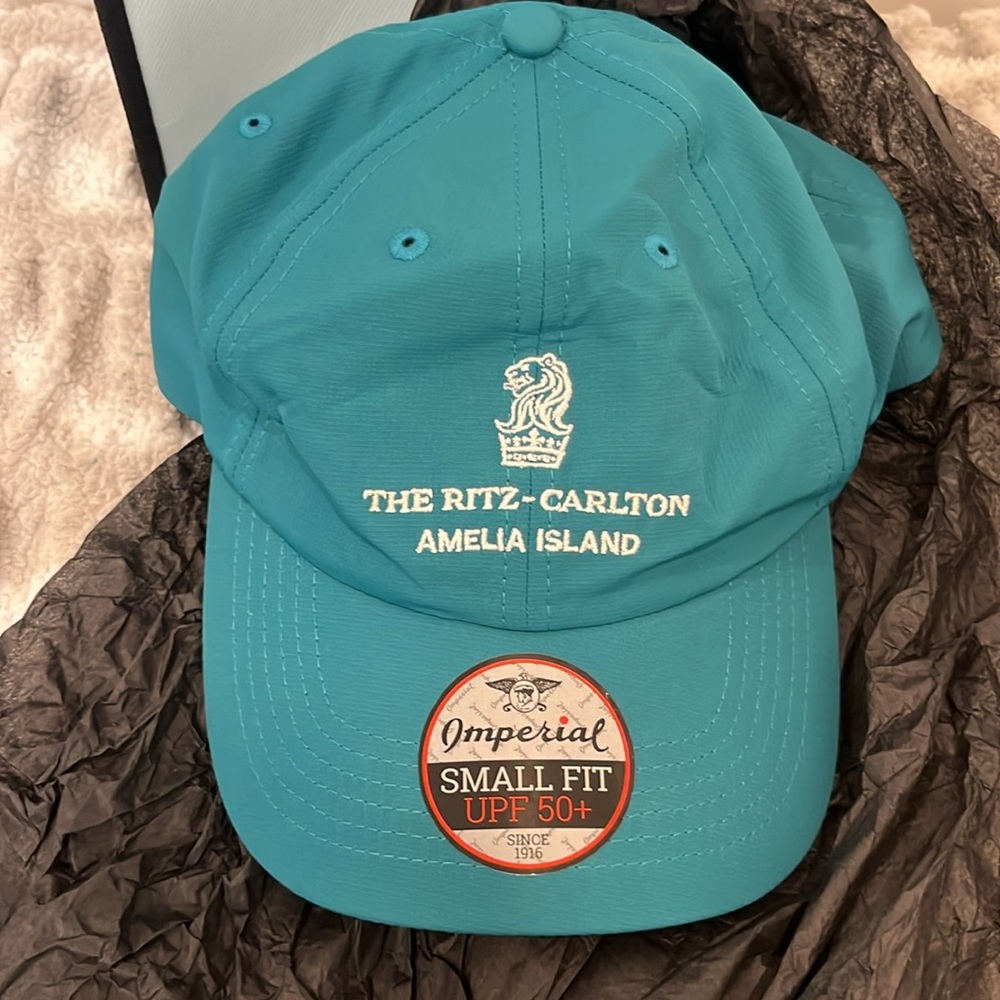 THE RITZ-CARLTON
AMELIA ISLAND
Imperial
SMALL FIT
UPF 50+
SINCE
1916